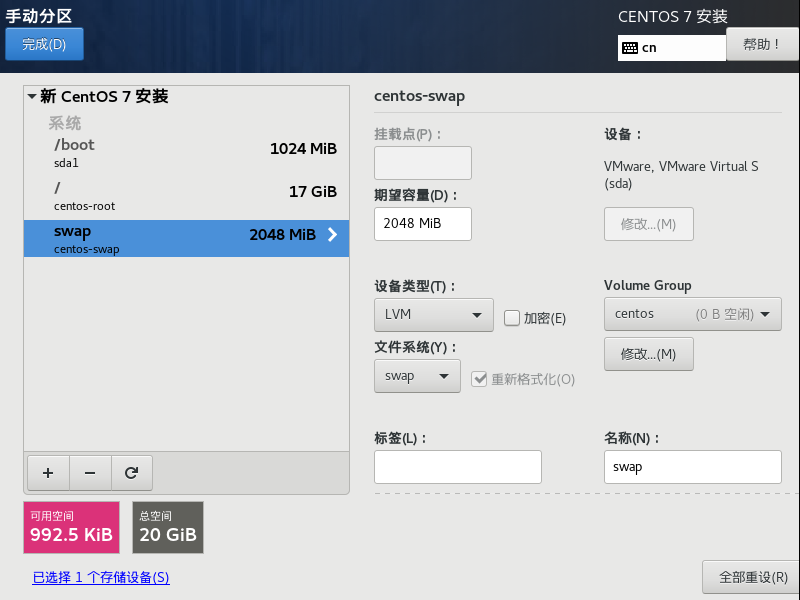 手动分区
CENTOS 7 安装
完成(D)
cn
帮助！
新 CentOS 7 安装
系统
/boot
1024 MiB
sda1
/
17 GiB
centos-root
swap
2048 MiB
centos-swap
+ −
可用空间
992.5 KiB
总空间
20 GiB
已选择 1 个存储设备(S)
centos-swap
挂载点(P)：
设备：
VMware, VMware Virtual S
(sda)
期望容量(D)：
2048 MiB
修改...(M)
设备类型(T)：
Volume Group
LVM
加密(E)
centos (0 B 空闲)
文件系统(Y)：
修改...(M)
swap
重新格式化(O)
标签(L)：
名称(N)：
swap
全部重设(R)